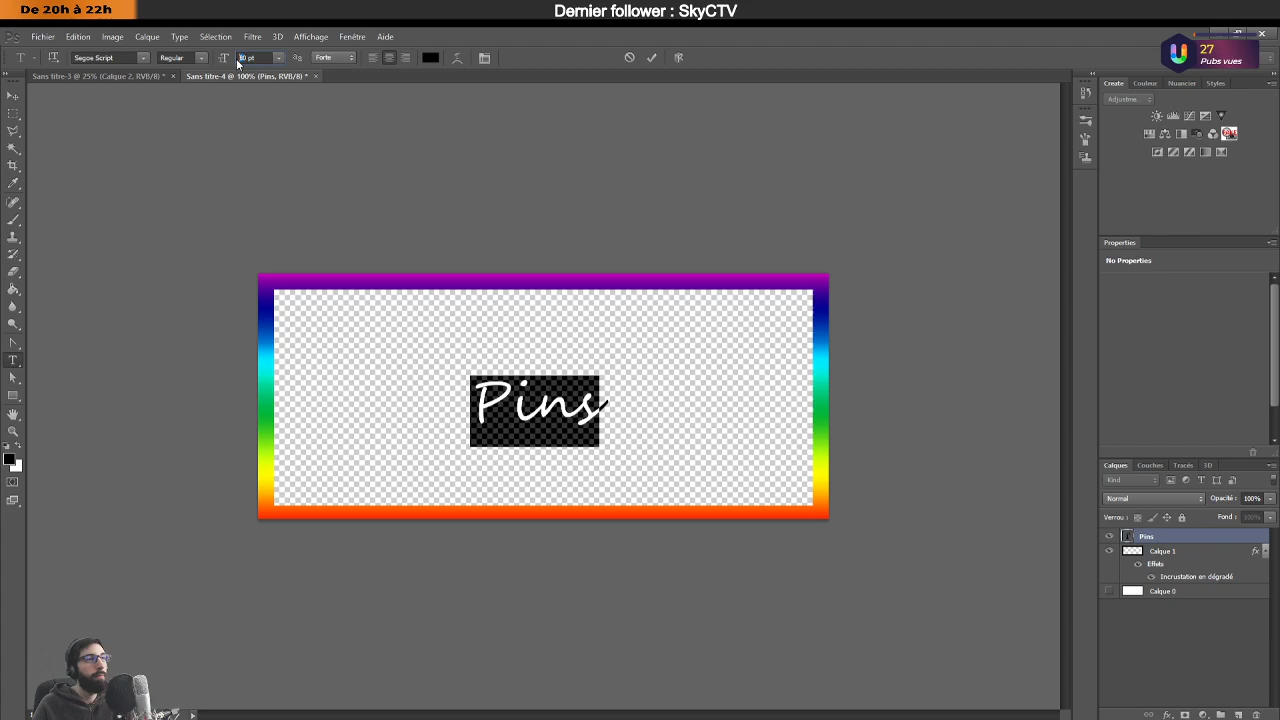 De 20h à 22h
Dernier follower : SkyCTV
Ps Fichier Edition Image Calque Type Sélection Filtre 3D Affichage Fenêtre Aide
27
Pubs vues
Segoe Script Regular Forte
Sans titre-3 @ 25% (Calque 2, RVB/8) * × Sans titre-4 @ 100% (Pins, RVB/8) * ×
Create Couleur Nuancier Styles
Adjustme...
Properties
No Properties
Pins
Calques Couches Tracés 3D
Kind
Normal Opacité : 100%
Verrou : Fond : 100%
Pins
Calque 1 fx
Effets
Incrustation en dégradé
Calque 0